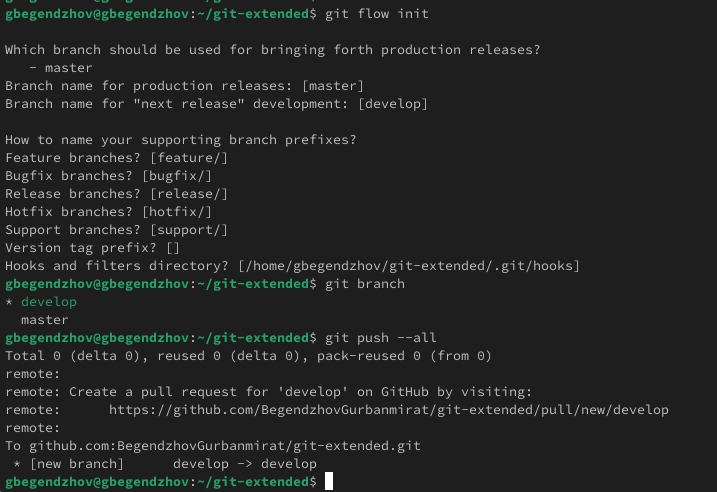 gbegendzhov@gbegendzhov:~/git-extended$ git flow init

Which branch should be used for bringing forth production releases?
   - master
Branch name for production releases: [master]
Branch name for "next release" development: [develop]

How to name your supporting branch prefixes?
Feature branches? [feature/]
Bugfix branches? [bugfix/]
Release branches? [release/]
Hotfix branches? [hotfix/]
Support branches? [support/]
Version tag prefix? []
Hooks and filters directory? [/home/gbegendzhov/git-extended/.git/hooks]
gbegendzhov@gbegendzhov:~/git-extended$ git branch
* develop
  master
gbegendzhov@gbegendzhov:~/git-extended$ git push --all
Total 0 (delta 0), reused 0 (delta 0), pack-reused 0 (from 0)
remote:
remote: Create a pull request for 'develop' on GitHub by visiting:
remote:      https://github.com/BegendzhovGurbanmirat/git-extended/pull/new/develop
remote:
To github.com:BegendzhovGurbanmirat/git-extended.git
 * [new branch]      develop -> develop
gbegendzhov@gbegendzhov:~/git-extended$